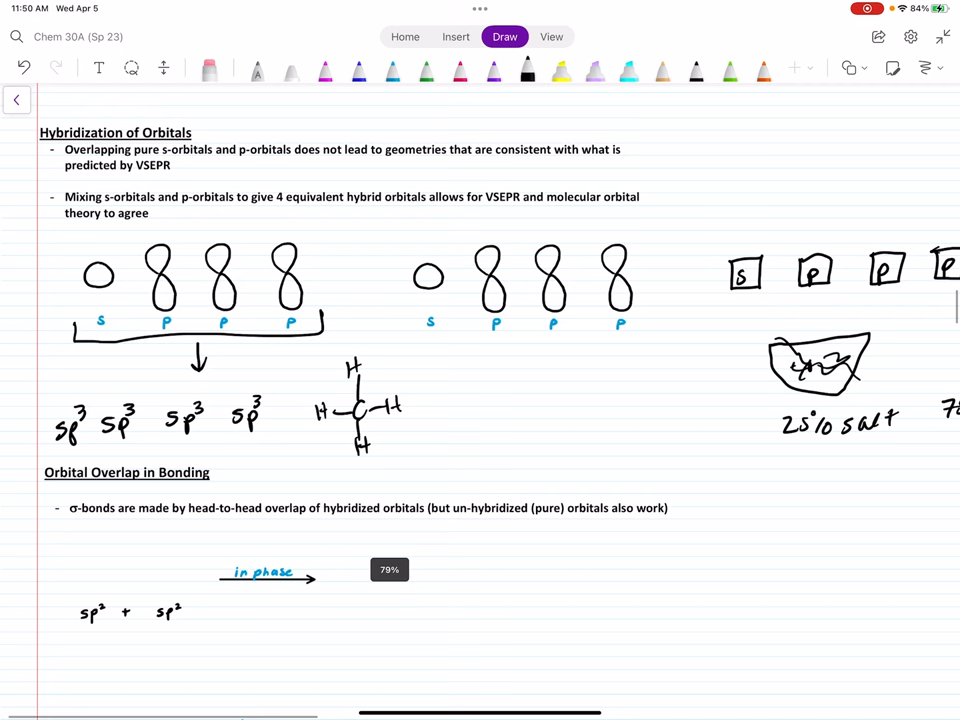 11:50 AM Wed Apr 5
84%
Chem 30A (Sp 23)
Home Insert Draw View
T
A
Hybridization of Orbitals
- Overlapping pure s-orbitals and p-orbitals does not lead to geometries that are consistent with what is
predicted by VSEPR
- Mixing s-orbitals and p-orbitals to give 4 equivalent hybrid orbitals allows for VSEPR and molecular orbital
theory to agree
s p p p
s p p p
s p p p
sp³ sp³ sp³ sp³
H
H C H
H
25% salt
Orbital Overlap in Bonding
- σ-bonds are made by head-to-head overlap of hybridized orbitals (but un-hybridized (pure) orbitals also work)
in phase
79%
sp² + sp²